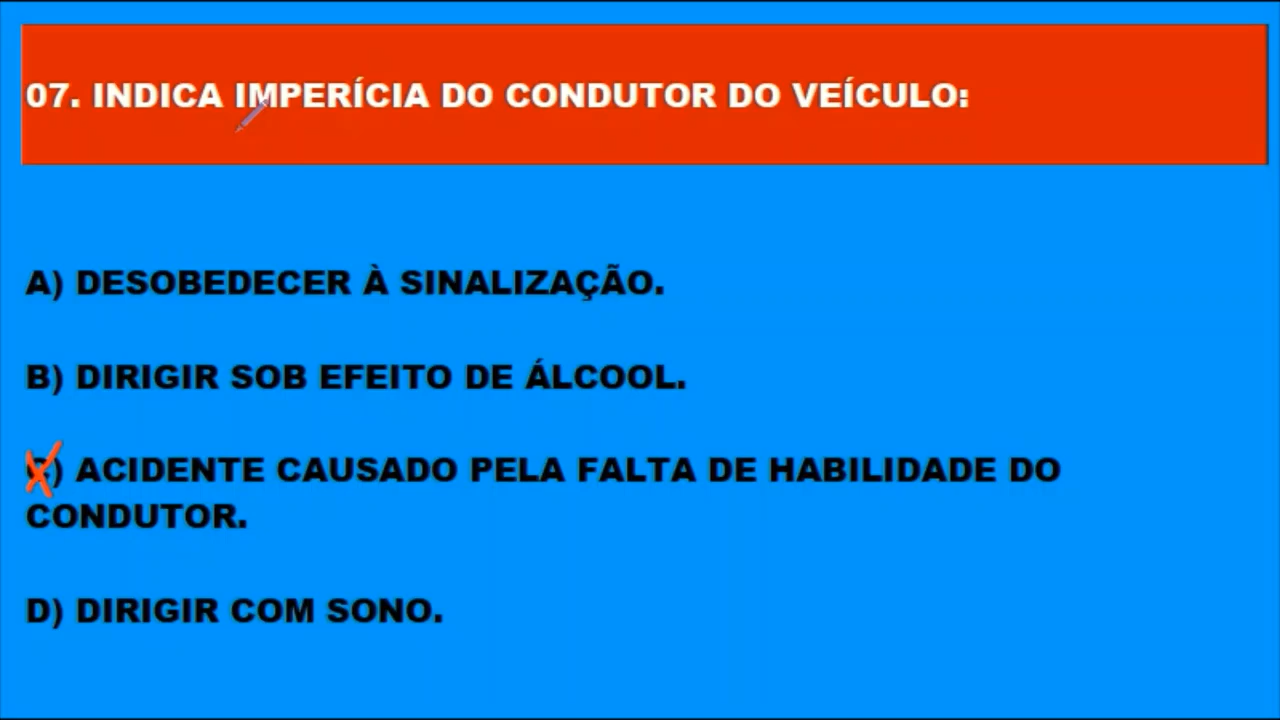 07. INDICA IMPERÍCIA DO CONDUTOR DO VEÍCULO:
A) DESOBEDECER À SINALIZAÇÃO.
B) DIRIGIR SOB EFEITO DE ÁLCOOL.
C) ACIDENTE CAUSADO PELA FALTA DE HABILIDADE DO
CONDUTOR.
D) DIRIGIR COM SONO.